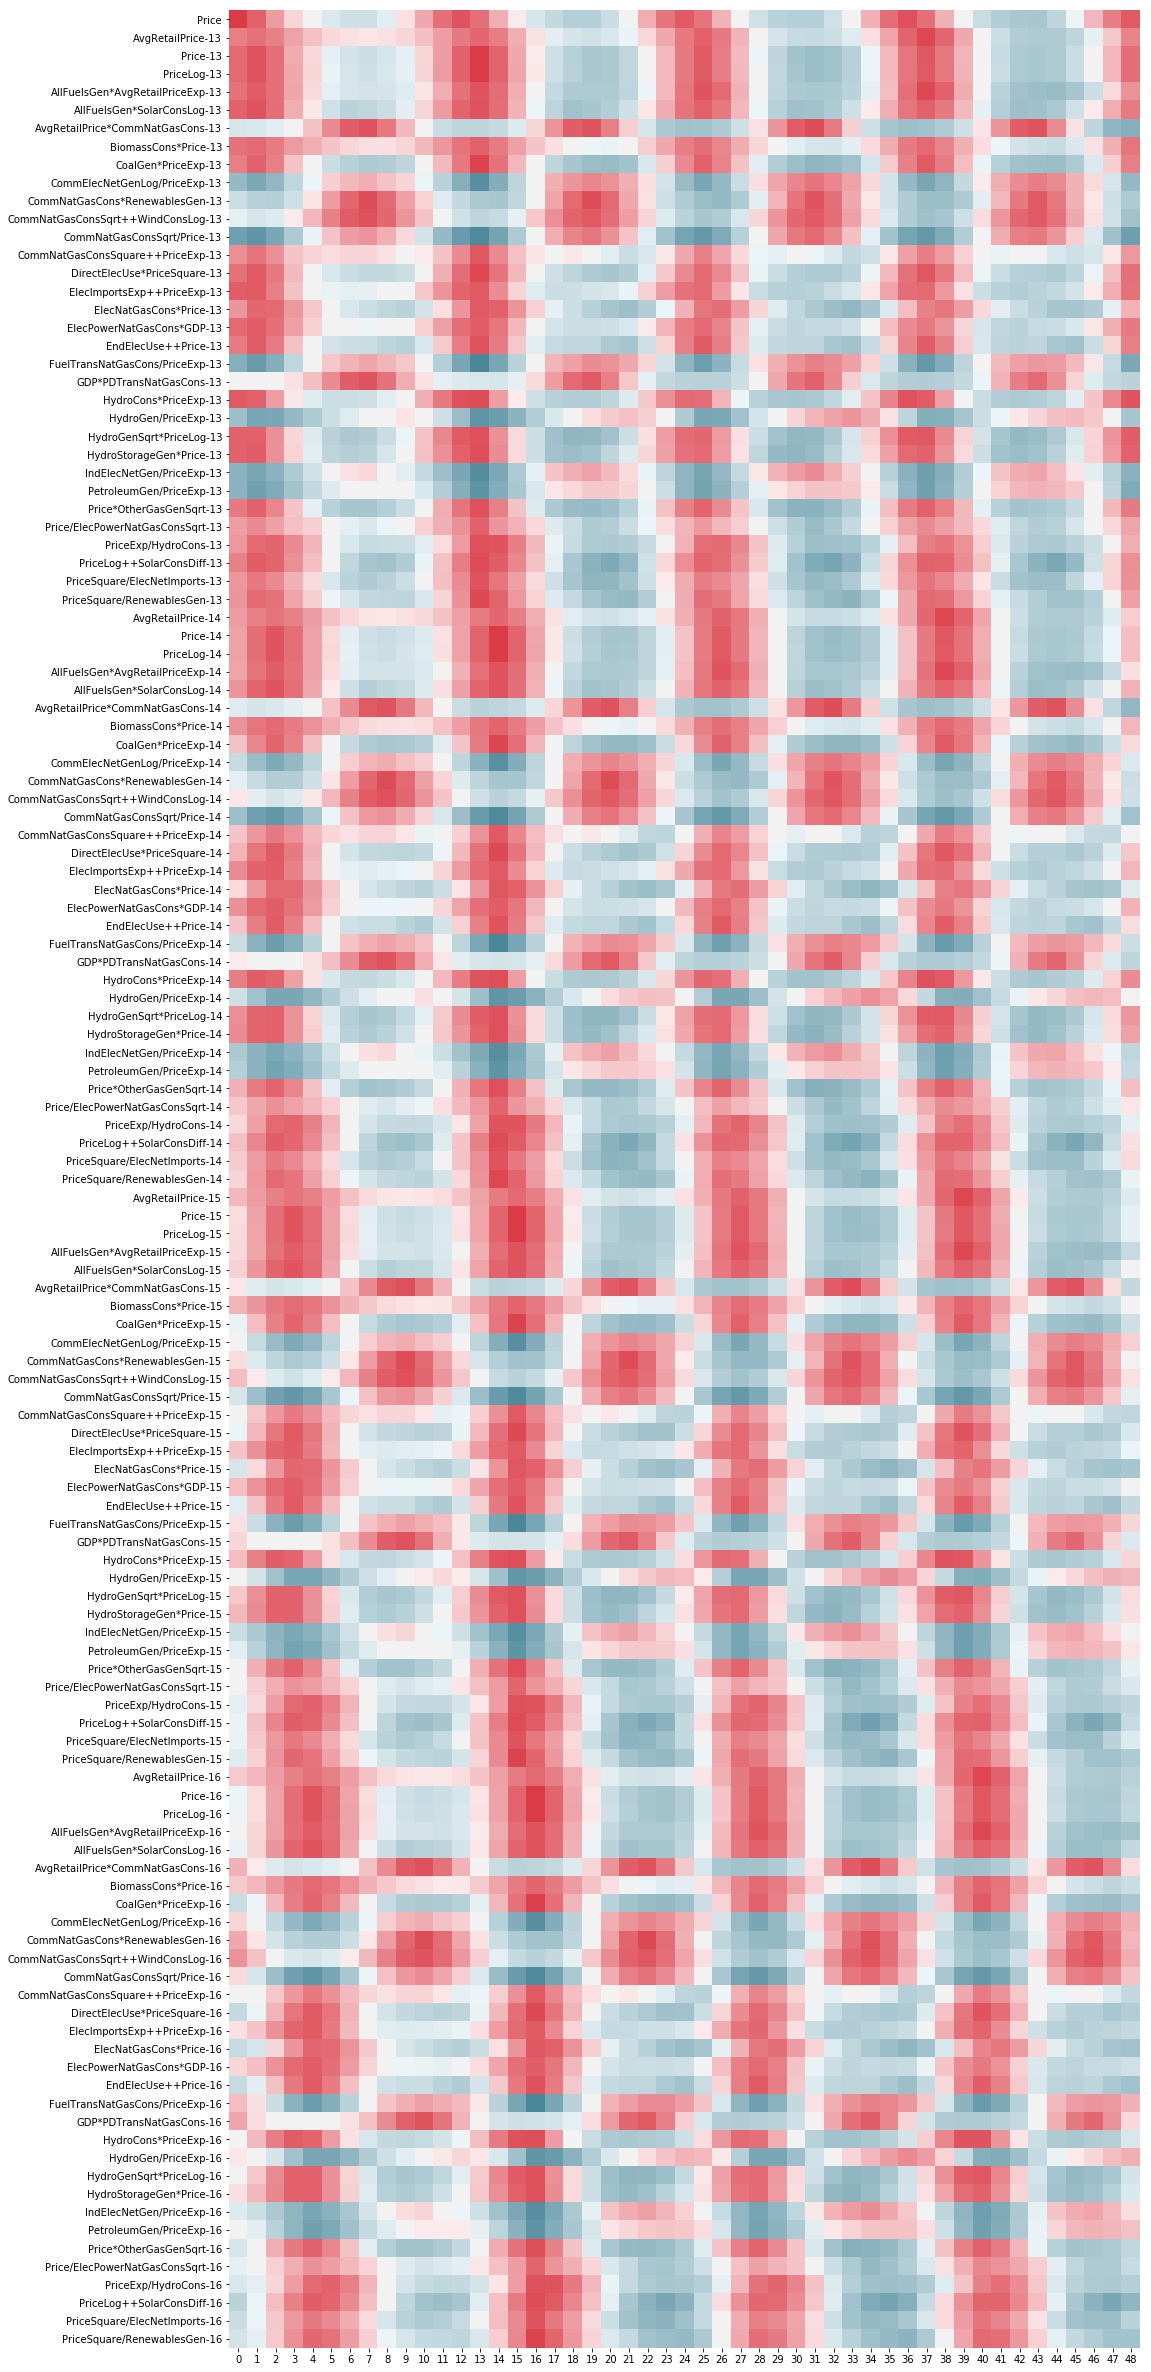 Price
AvgRetailPrice-13
Price-13
PriceLog-13
AllFuelsGen*AvgRetailPriceExp-13
AllFuelsGen*SolarConsLog-13
AvgRetailPrice*CommNatGasCons-13
BiomassCons*Price-13
CoalGen*PriceExp-13
CommElecNetGenLog/PriceExp-13
CommNatGasCons*RenewablesGen-13
CommNatGasConsSqrt++WindConsLog-13
CommNatGasConsSqrt/Price-13
CommNatGasConsSquare++PriceExp-13
DirectElecUse*PriceSquare-13
ElecImportsExp++PriceExp-13
ElecNatGasCons*Price-13
ElecPowerNatGasCons*GDP-13
EndElecUse++Price-13
FuelTransNatGasCons/PriceExp-13
GDP*PDTransNatGasCons-13
HydroCons*PriceExp-13
HydroGen/PriceExp-13
HydroGenSqrt*PriceLog-13
HydroStorageGen*Price-13
IndElecNetGen/PriceExp-13
PetroleumGen/PriceExp-13
Price*OtherGasGenSqrt-13
Price/ElecPowerNatGasConsSqrt-13
PriceExp/HydroCons-13
PriceLog++SolarConsDiff-13
PriceSquare/ElecNetImports-13
PriceSquare/RenewablesGen-13
AvgRetailPrice-14
Price-14
PriceLog-14
AllFuelsGen*AvgRetailPriceExp-14
AllFuelsGen*SolarConsLog-14
AvgRetailPrice*CommNatGasCons-14
BiomassCons*Price-14
CoalGen*PriceExp-14
CommElecNetGenLog/PriceExp-14
CommNatGasCons*RenewablesGen-14
CommNatGasConsSqrt++WindConsLog-14
CommNatGasConsSqrt/Price-14
CommNatGasConsSquare++PriceExp-14
DirectElecUse*PriceSquare-14
ElecImportsExp++PriceExp-14
ElecNatGasCons*Price-14
ElecPowerNatGasCons*GDP-14
EndElecUse++Price-14
FuelTransNatGasCons/PriceExp-14
GDP*PDTransNatGasCons-14
HydroCons*PriceExp-14
HydroGen/PriceExp-14
HydroGenSqrt*PriceLog-14
HydroStorageGen*Price-14
IndElecNetGen/PriceExp-14
PetroleumGen/PriceExp-14
Price*OtherGasGenSqrt-14
Price/ElecPowerNatGasConsSqrt-14
PriceExp/HydroCons-14
PriceLog++SolarConsDiff-14
PriceSquare/ElecNetImports-14
PriceSquare/RenewablesGen-14
AvgRetailPrice-15
Price-15
PriceLog-15
AllFuelsGen*AvgRetailPriceExp-15
AllFuelsGen*SolarConsLog-15
AvgRetailPrice*CommNatGasCons-15
BiomassCons*Price-15
CoalGen*PriceExp-15
CommElecNetGenLog/PriceExp-15
CommNatGasCons*RenewablesGen-15
CommNatGasConsSqrt++WindConsLog-15
CommNatGasConsSqrt/Price-15
CommNatGasConsSquare++PriceExp-15
DirectElecUse*PriceSquare-15
ElecImportsExp++PriceExp-15
ElecNatGasCons*Price-15
ElecPowerNatGasCons*GDP-15
EndElecUse++Price-15
FuelTransNatGasCons/PriceExp-15
GDP*PDTransNatGasCons-15
HydroCons*PriceExp-15
HydroGen/PriceExp-15
HydroGenSqrt*PriceLog-15
HydroStorageGen*Price-15
IndElecNetGen/PriceExp-15
PetroleumGen/PriceExp-15
Price*OtherGasGenSqrt-15
Price/ElecPowerNatGasConsSqrt-15
PriceExp/HydroCons-15
PriceLog++SolarConsDiff-15
PriceSquare/ElecNetImports-15
PriceSquare/RenewablesGen-15
AvgRetailPrice-16
Price-16
PriceLog-16
AllFuelsGen*AvgRetailPriceExp-16
AllFuelsGen*SolarConsLog-16
AvgRetailPrice*CommNatGasCons-16
BiomassCons*Price-16
CoalGen*PriceExp-16
CommElecNetGenLog/PriceExp-16
CommNatGasCons*RenewablesGen-16
CommNatGasConsSqrt++WindConsLog-16
CommNatGasConsSqrt/Price-16
CommNatGasConsSquare++PriceExp-16
DirectElecUse*PriceSquare-16
ElecImportsExp++PriceExp-16
ElecNatGasCons*Price-16
ElecPowerNatGasCons*GDP-16
EndElecUse++Price-16
FuelTransNatGasCons/PriceExp-16
GDP*PDTransNatGasCons-16
HydroCons*PriceExp-16
HydroGen/PriceExp-16
HydroGenSqrt*PriceLog-16
HydroStorageGen*Price-16
IndElecNetGen/PriceExp-16
PetroleumGen/PriceExp-16
Price*OtherGasGenSqrt-16
Price/ElecPowerNatGasConsSqrt-16
PriceExp/HydroCons-16
PriceLog++SolarConsDiff-16
PriceSquare/ElecNetImports-16
PriceSquare/RenewablesGen-16
0 1 2 3 4 5 6 7 8 9 10 11 12 13 14 15 16 17 18 19 20 21 22 23 24 25 26 27 28 29 30 31 32 33 34 35 36 37 38 39 40 41 42 43 44 45 46 47 48